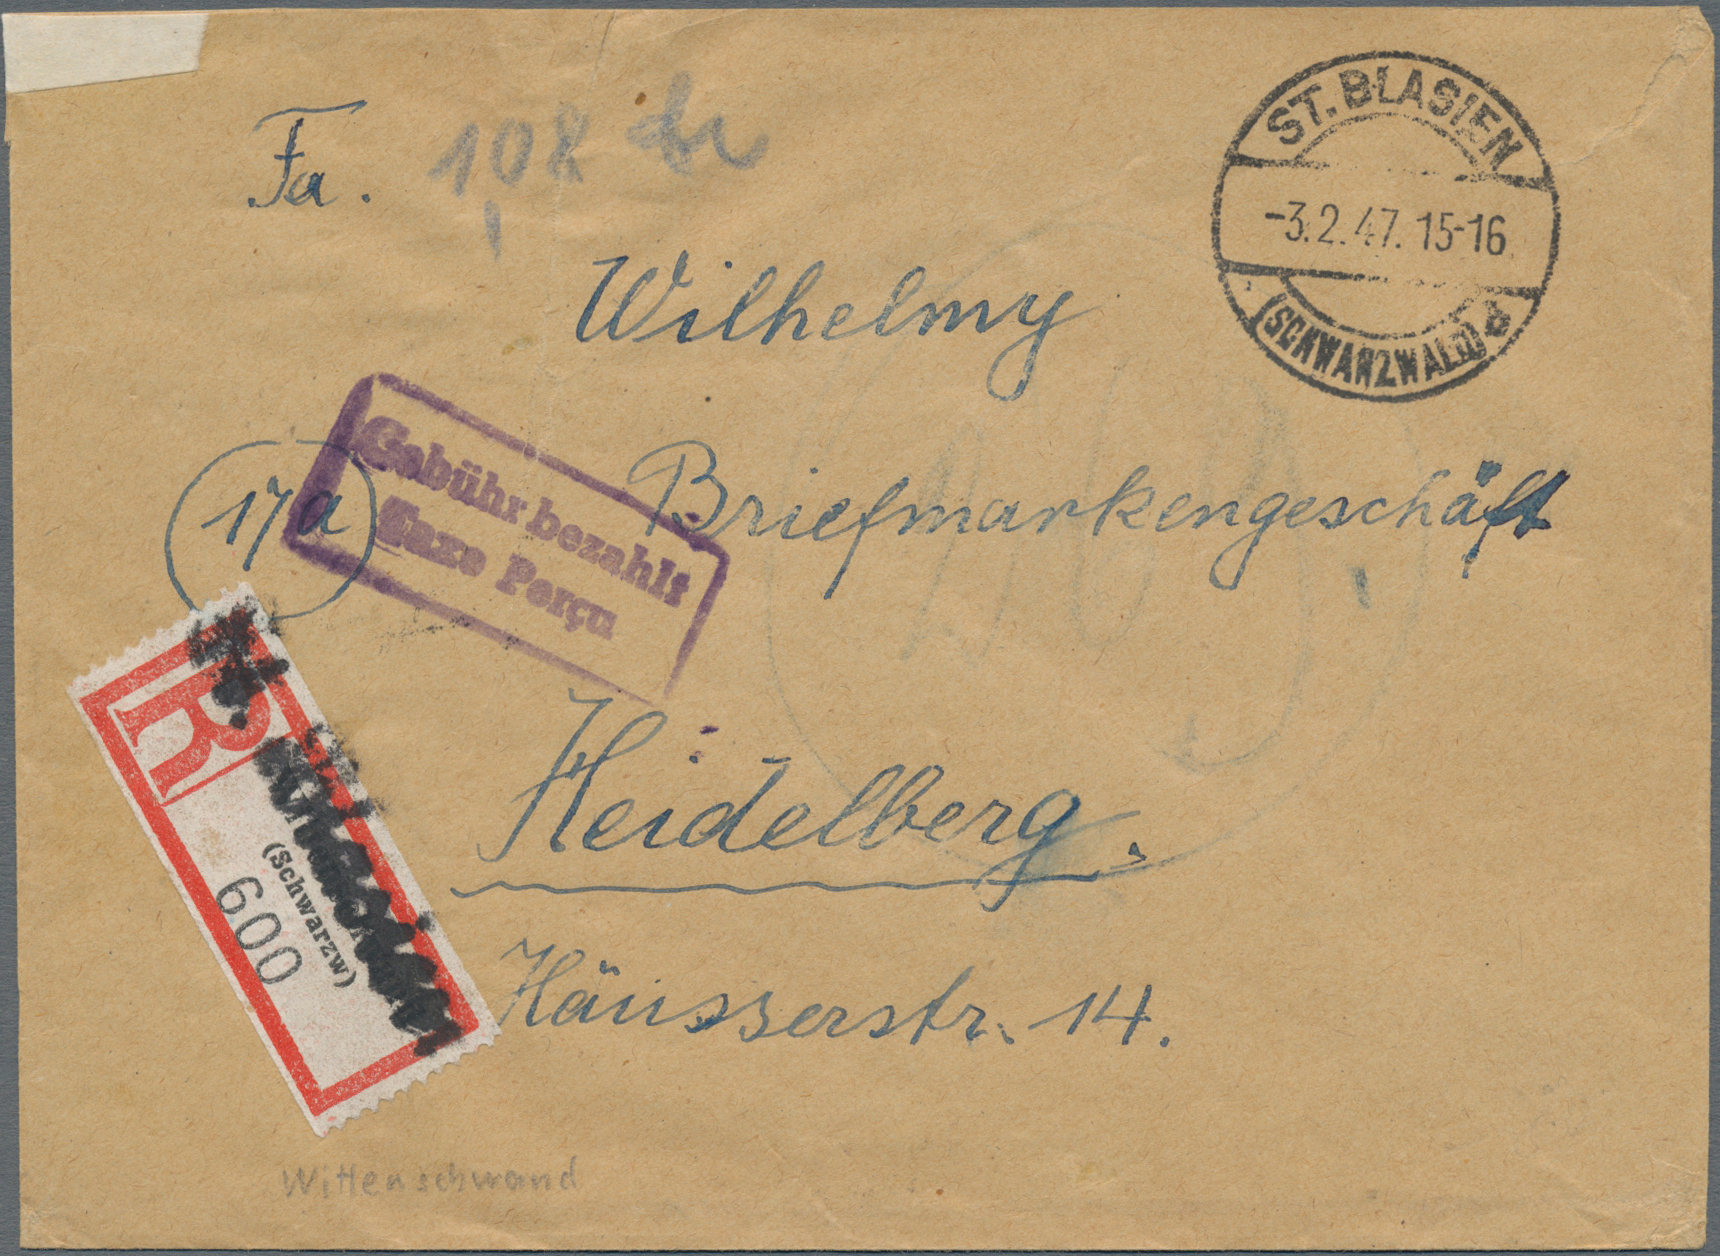 ST. BLASIEN
-3.2.47.15-16
(SCHWARZWALD)
Fa.
108
Wilhelmy
17a
Gebühr bezahlt
Taxe Perçu
Briefmarkengeschäft
Heidelberg.
Häusserstr. 14.
R
(Schwarzw)
600
Wittenschwand